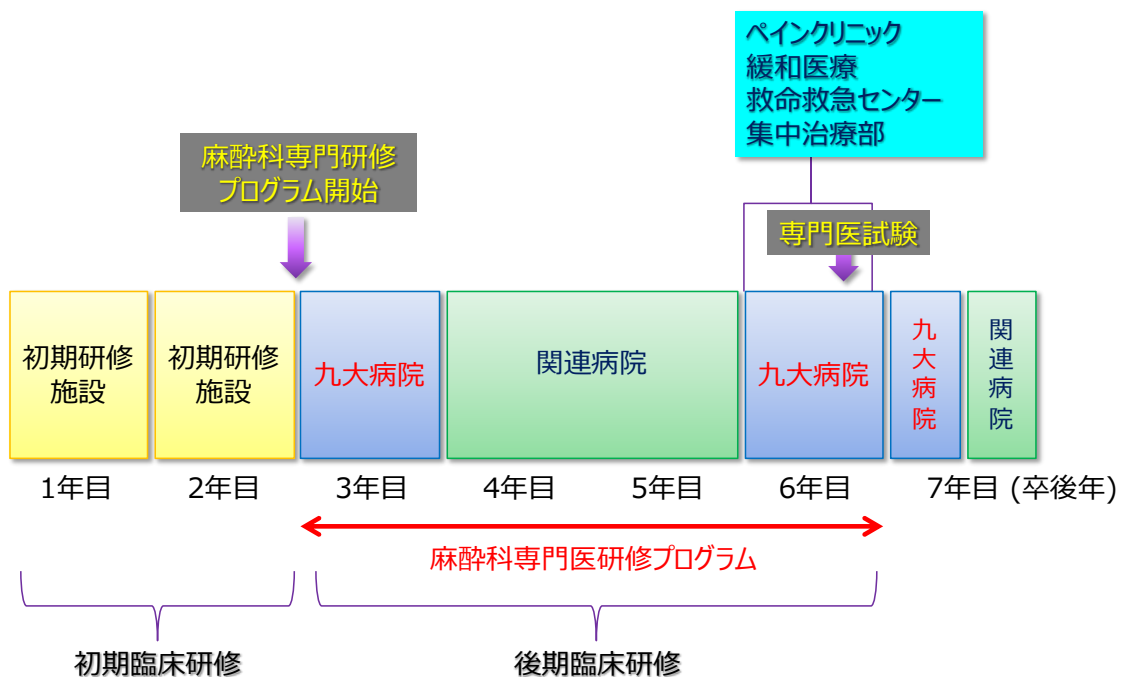 ペインクリニック
緩和医療
救命救急センター
集中治療部
麻酔科専門研修
プログラム開始
専門医試験
初期研修
施設
初期研修
施設
九大病院
関連病院
九大病院
九大病院
関連病院
1年目
2年目
3年目
4年目
5年目
6年目
7年目 (卒後年)
麻酔科専門医研修プログラム
初期臨床研修
後期臨床研修